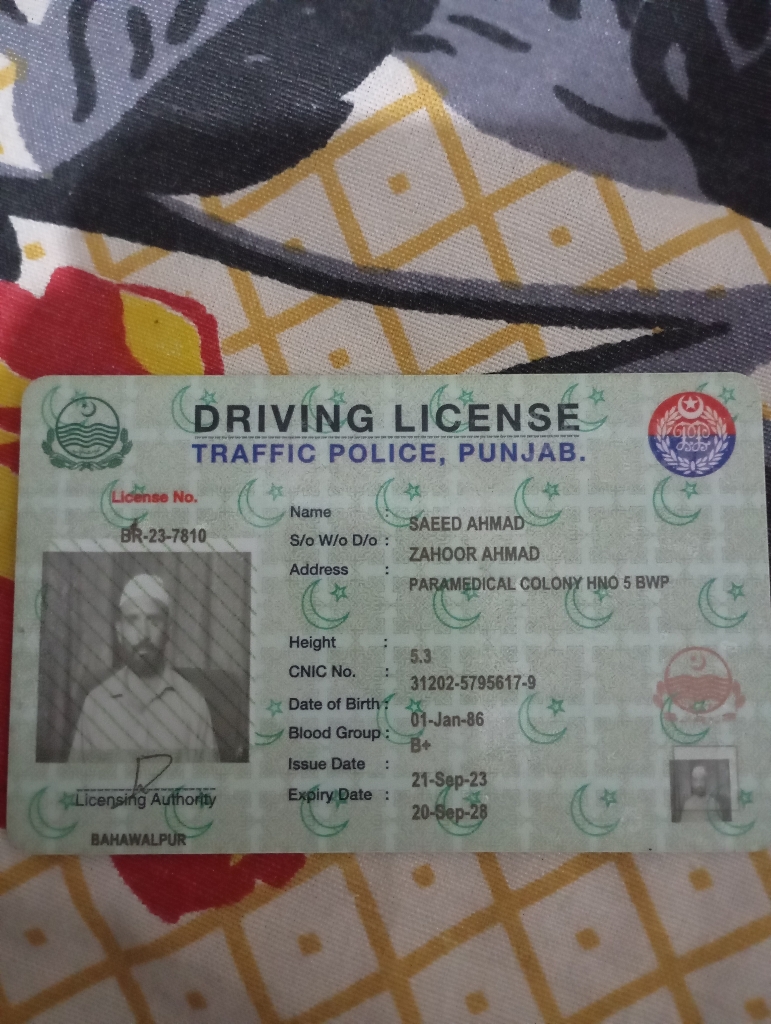 DRIVING LICENSE
TRAFFIC POLICE, PUNJAB.
License No.
BR-23-7810
Name : SAEED AHMAD
S/o W/o D/o : ZAHOOR AHMAD
Address : PARAMEDICAL COLONY HNO 5 BWP
Height : 5.3
CNIC No. : 31202-5795617-9
Date of Birth : 01-Jan-86
Blood Group : B+
Issue Date : 21-Sep-23
Expiry Date : 20-Sep-28
Licensing Authority
BAHAWALPUR